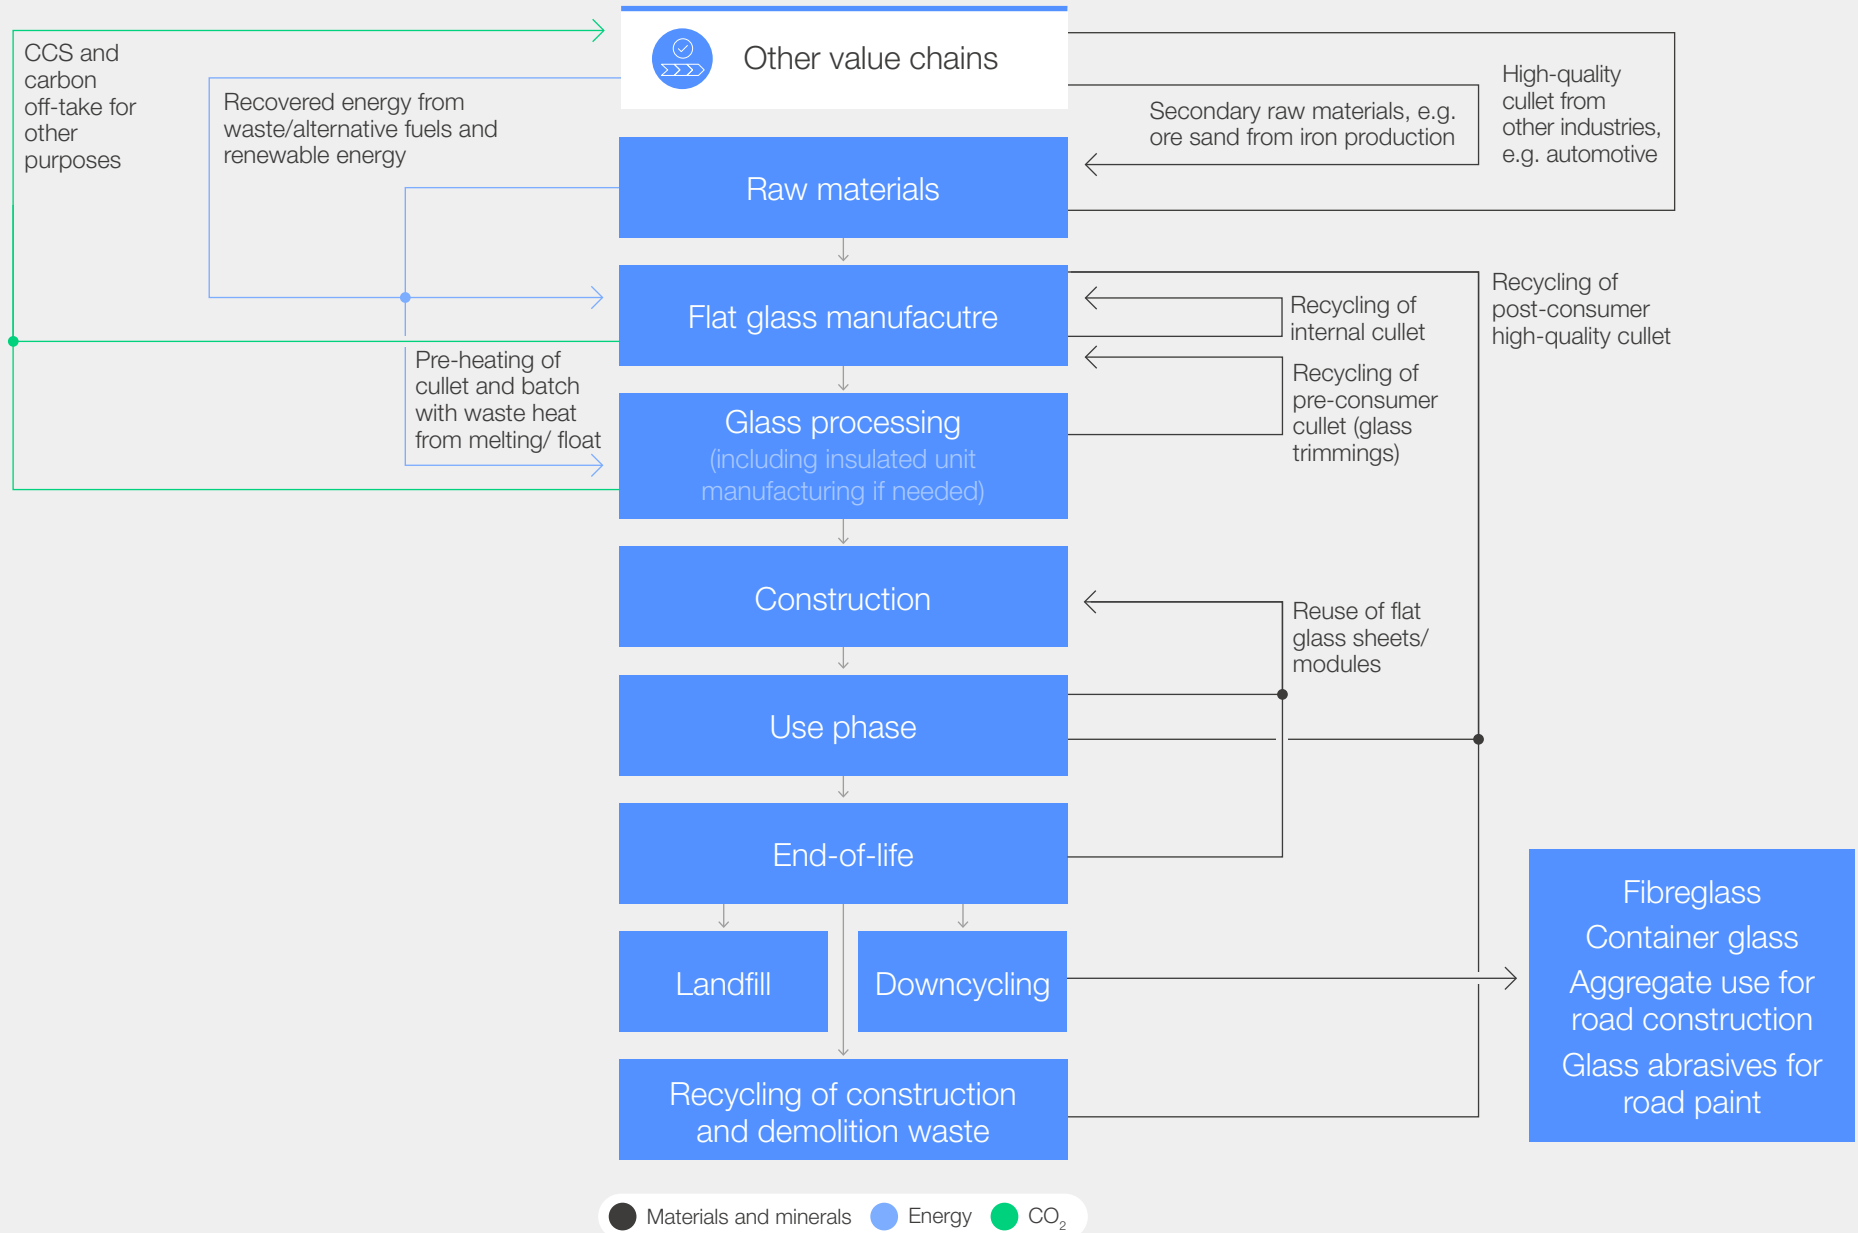 CCS and
carbon
off-take for
other
purposes
Recovered energy from
waste/alternative fuels and
renewable energy
Other value chains
Secondary raw materials, e.g.
ore sand from iron production
High-quality
cullet from
other industries,
e.g. automotive
Raw materials
Flat glass manufacutre
Recycling of
internal cullet
Recycling of
post-consumer
high-quality cullet
Pre-heating of
cullet and batch
with waste heat
from melting/ float
Recycling of
pre-consumer
cullet (glass
trimmings)
Glass processing
(including insulated unit
manufacturing if needed)
Construction
Reuse of flat
glass sheets/
modules
Use phase
End-of-life
Landfill
Downcycling
Fibreglass
Container glass
Aggregate use for
road construction
Glass abrasives for
road paint
Recycling of construction
and demolition waste
Materials and minerals
Energy
CO₂